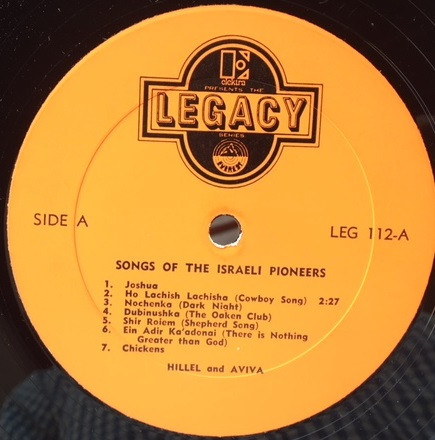 elektra
PRESENTS THE
LEGACY
SERIES
EVEREST
SIDE A
LEG 112-A
SONGS OF THE ISRAELI PIONEERS
1. Joshua
2. Ho Lachish Lachisha (Cowboy Song) 2:27
3. Nochenka (Dark Night)
4. Dubinushka (The Oaken Club)
5. Shir Roiem (Shepherd Song)
6. Ein Adir Ka'adonai (There is Nothing
Greater than God)
7. Chickens
HILLEL and AVIVA